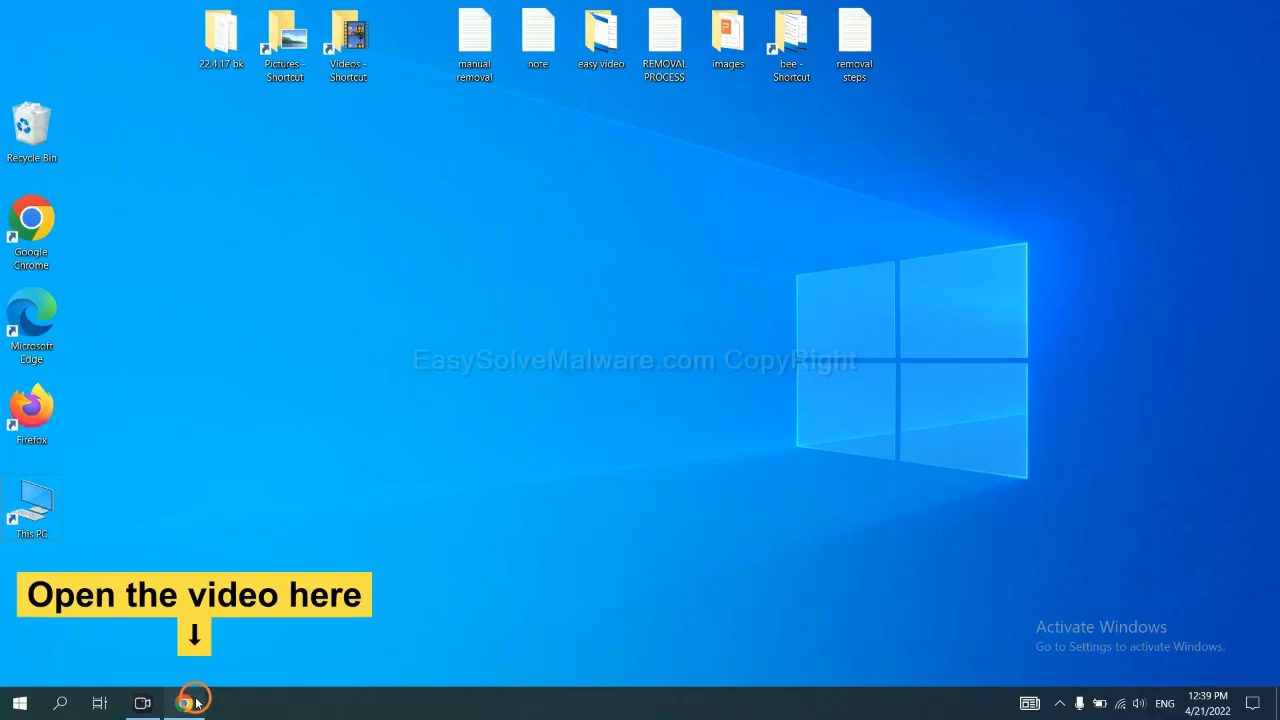 22.4.17 bk
Pictures -
Shortcut
Videos -
Shortcut
manual
removal
note
easy video
REMOVAL
PROCESS
images
bee -
Shortcut
removal
steps
Recycle Bin
Google
Chrome
Microsoft
Edge
Firefox
This PC
EasySolveMalware.com CopyRight
Open the video here
↓
Activate Windows
Go to Settings to activate Windows.
ENG
12:39 PM
4/21/2022